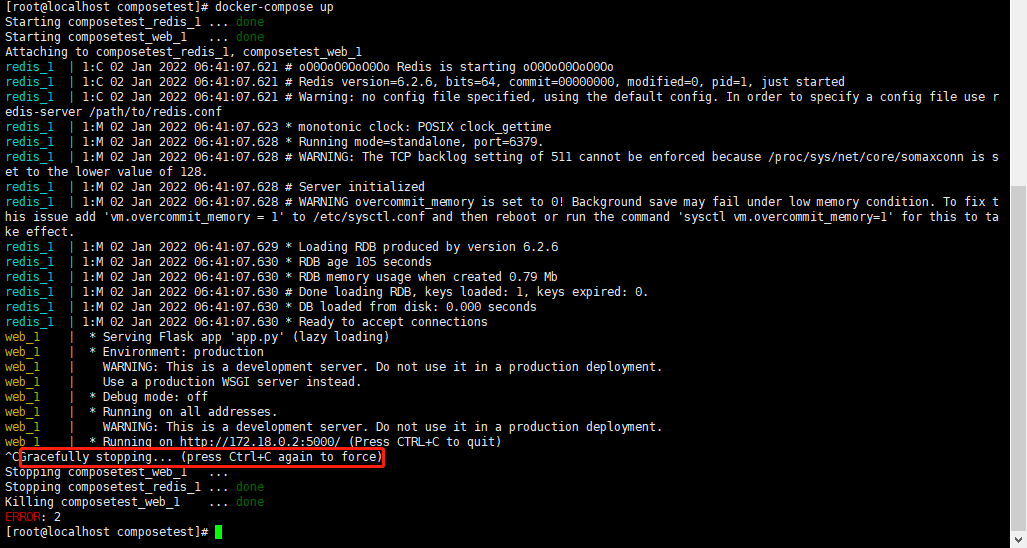 [root@localhost composetest]# docker-compose up
Starting composetest_redis_1 ... done
Starting composetest_web_1   ... done
Attaching to composetest_redis_1, composetest_web_1
redis_1  | 1:C 02 Jan 2022 06:41:07.621 # oO0OoO0OoO0Oo Redis is starting oO0OoO0OoO0Oo
redis_1  | 1:C 02 Jan 2022 06:41:07.621 # Redis version=6.2.6, bits=64, commit=00000000, modified=0, pid=1, just started
redis_1  | 1:C 02 Jan 2022 06:41:07.621 # Warning: no config file specified, using the default config. In order to specify a config file use r
edis-server /path/to/redis.conf
redis_1  | 1:M 02 Jan 2022 06:41:07.623 * monotonic clock: POSIX clock_gettime
redis_1  | 1:M 02 Jan 2022 06:41:07.628 * Running mode=standalone, port=6379.
redis_1  | 1:M 02 Jan 2022 06:41:07.628 # WARNING: The TCP backlog setting of 511 cannot be enforced because /proc/sys/net/core/somaxconn is s
et to the lower value of 128.
redis_1  | 1:M 02 Jan 2022 06:41:07.628 # Server initialized
redis_1  | 1:M 02 Jan 2022 06:41:07.628 # WARNING overcommit_memory is set to 0! Background save may fail under low memory condition. To fix t
his issue add 'vm.overcommit_memory = 1' to /etc/sysctl.conf and then reboot or run the command 'sysctl vm.overcommit_memory=1' for this to ta
ke effect.
redis_1  | 1:M 02 Jan 2022 06:41:07.629 * Loading RDB produced by version 6.2.6
redis_1  | 1:M 02 Jan 2022 06:41:07.630 * RDB age 105 seconds
redis_1  | 1:M 02 Jan 2022 06:41:07.630 * RDB memory usage when created 0.79 Mb
redis_1  | 1:M 02 Jan 2022 06:41:07.630 # Done loading RDB, keys loaded: 1, keys expired: 0.
redis_1  | 1:M 02 Jan 2022 06:41:07.630 * DB loaded from disk: 0.000 seconds
redis_1  | 1:M 02 Jan 2022 06:41:07.630 * Ready to accept connections
web_1    |  * Serving Flask app 'app.py' (lazy loading)
web_1    |  * Environment: production
web_1    |    WARNING: This is a development server. Do not use it in a production deployment.
web_1    |    Use a production WSGI server instead.
web_1    |  * Debug mode: off
web_1    |  * Running on all addresses.
web_1    |    WARNING: This is a development server. Do not use it in a production deployment.
web_1    |  * Running on http://172.18.0.2:5000/ (Press CTRL+C to quit)
^CGracefully stopping... (press Ctrl+C again to force)
Stopping composetest_web_1   ...
Stopping composetest_redis_1 ... done
Killing composetest_web_1    ... done
ERROR: 2
[root@localhost composetest]#